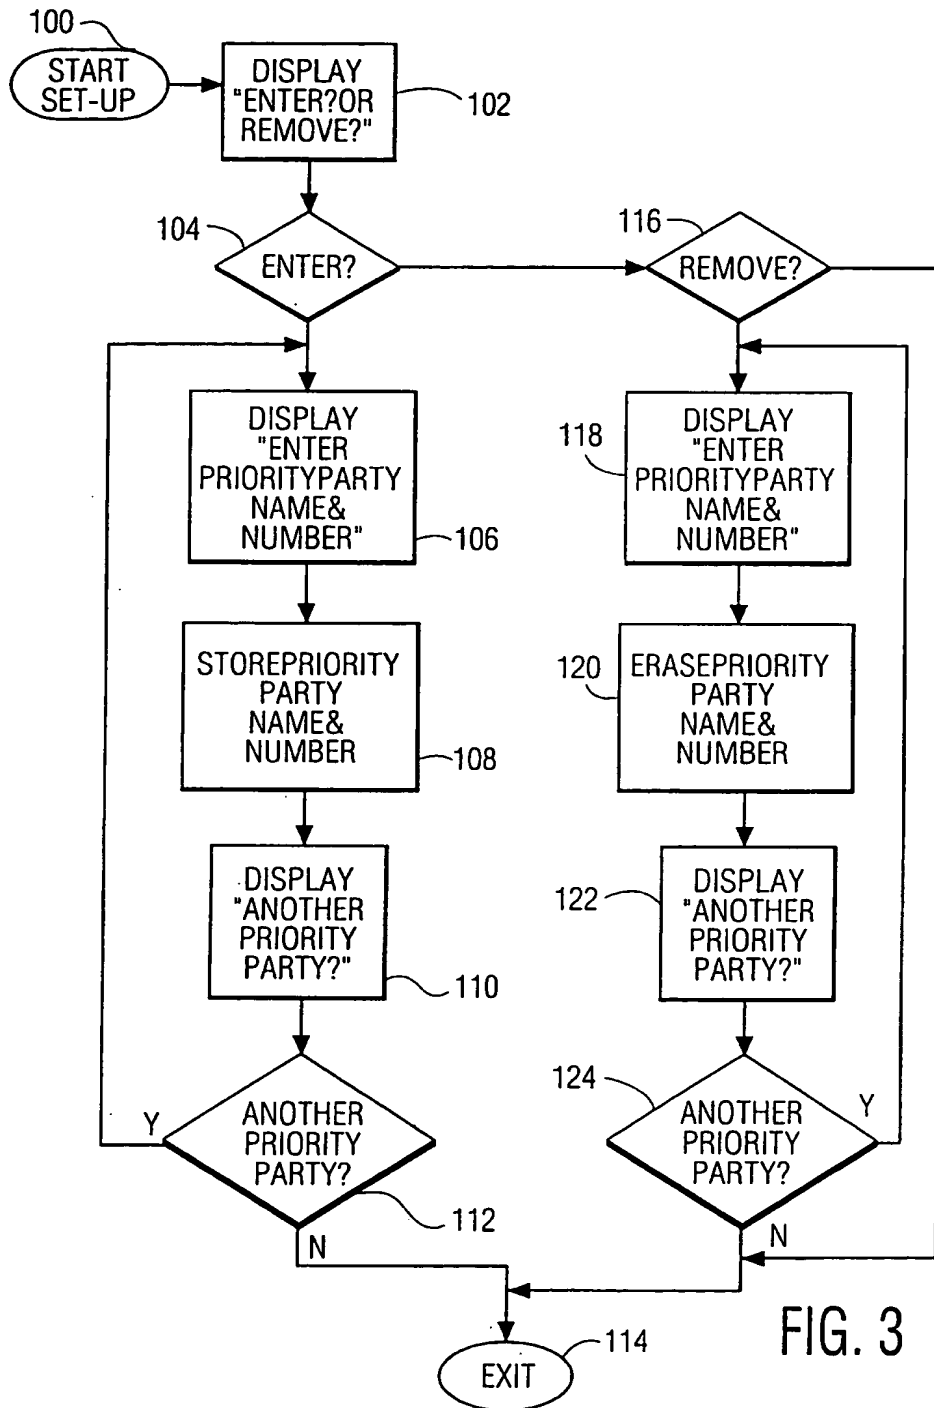 100
START
SET-UP
DISPLAY
"ENTER?OR
REMOVE?"
102
104
ENTER?
116
REMOVE?
DISPLAY
"ENTER
PRIORITYPARTY
NAME&
NUMBER"
106
118
DISPLAY
"ENTER
PRIORITYPARTY
NAME&
NUMBER"
STOREPRIORITY
PARTY
NAME&
NUMBER
108
120
ERASEPRIORITY
PARTY
NAME&
NUMBER
DISPLAY
"ANOTHER
PRIORITY
PARTY?"
110
122
DISPLAY
"ANOTHER
PRIORITY
PARTY?"
Y
ANOTHER
PRIORITY
PARTY?
112
N
124
ANOTHER
PRIORITY
PARTY?
Y
N
EXIT
114
FIG. 3